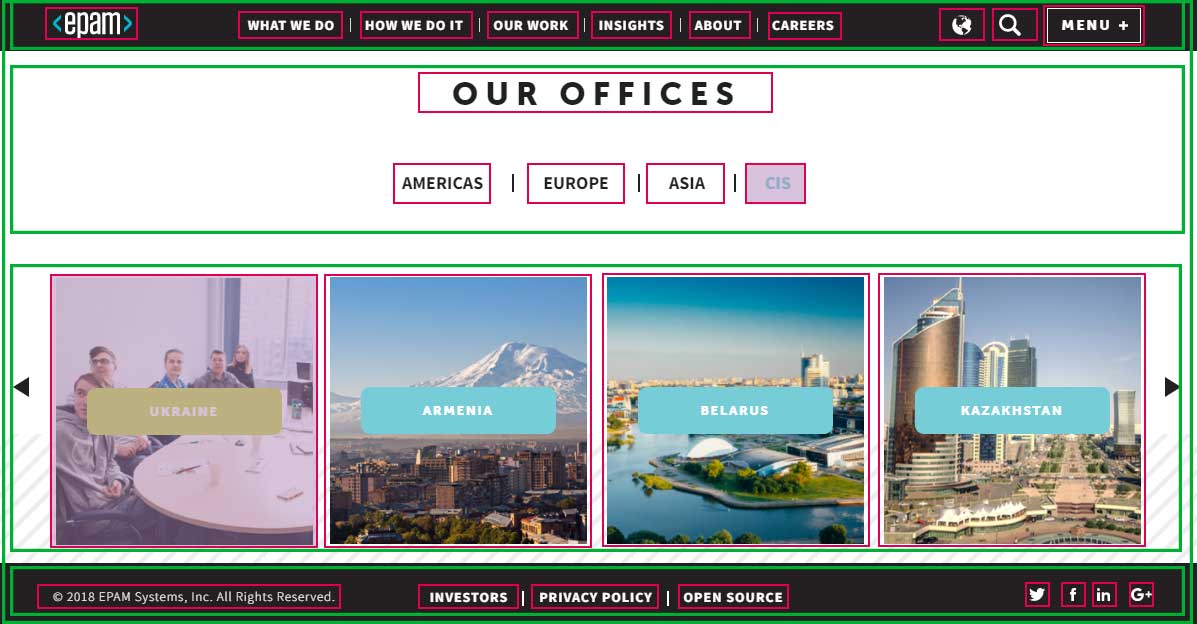 <epam>
WHAT WE DO | HOW WE DO IT | OUR WORK | INSIGHTS | ABOUT | CAREERS
MENU +
OUR OFFICES
AMERICAS | EUROPE | ASIA | CIS
UKRAINE
ARMENIA
BELARUS
KAZAKHSTAN
© 2018 EPAM Systems, Inc. All Rights Reserved.
INVESTORS | PRIVACY POLICY | OPEN SOURCE
f
in
G+